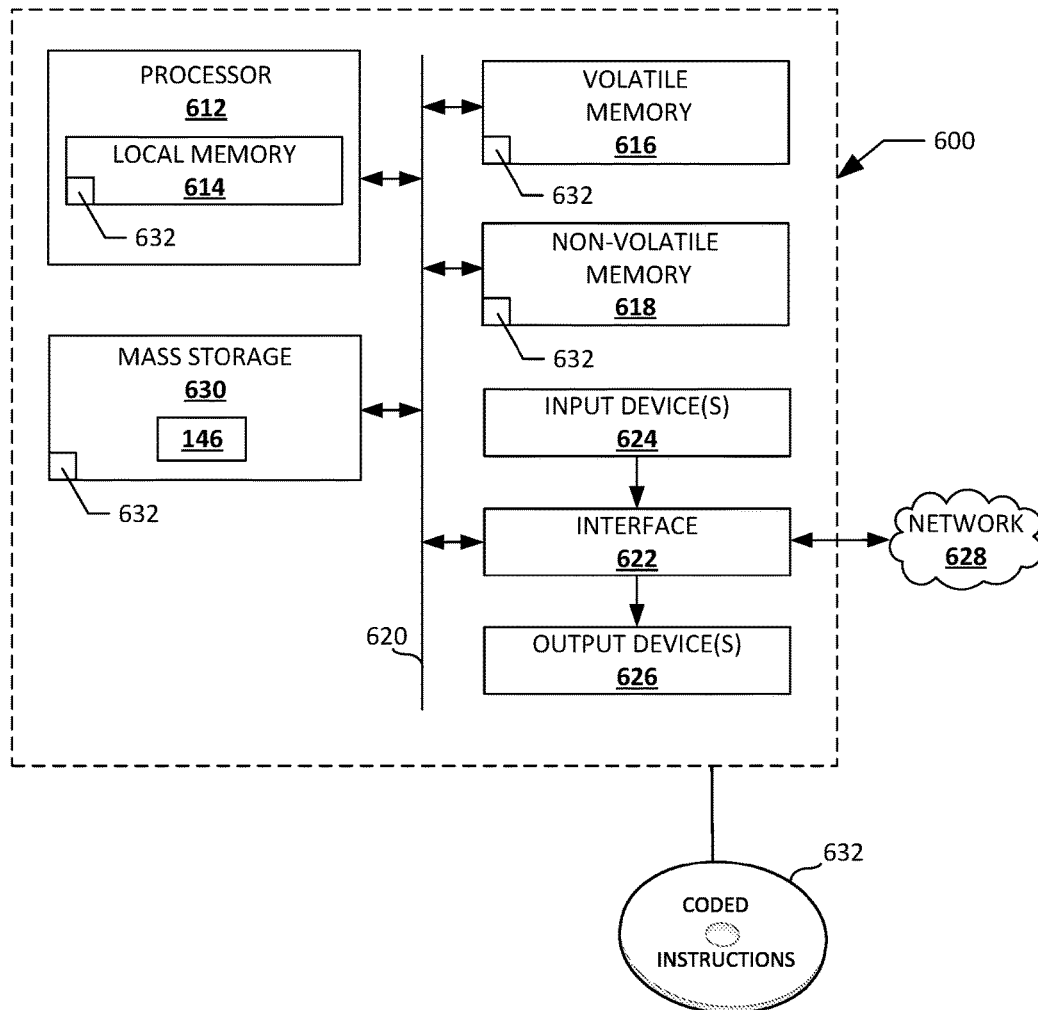 PROCESSOR
612
LOCAL MEMORY
614
632
VOLATILE
MEMORY
616
632
600
NON-VOLATILE
MEMORY
618
632
MASS STORAGE
630
146
632
INPUT DEVICE(S)
624
INTERFACE
622
NETWORK
628
620
OUTPUT DEVICE(S)
626
632
CODED
INSTRUCTIONS